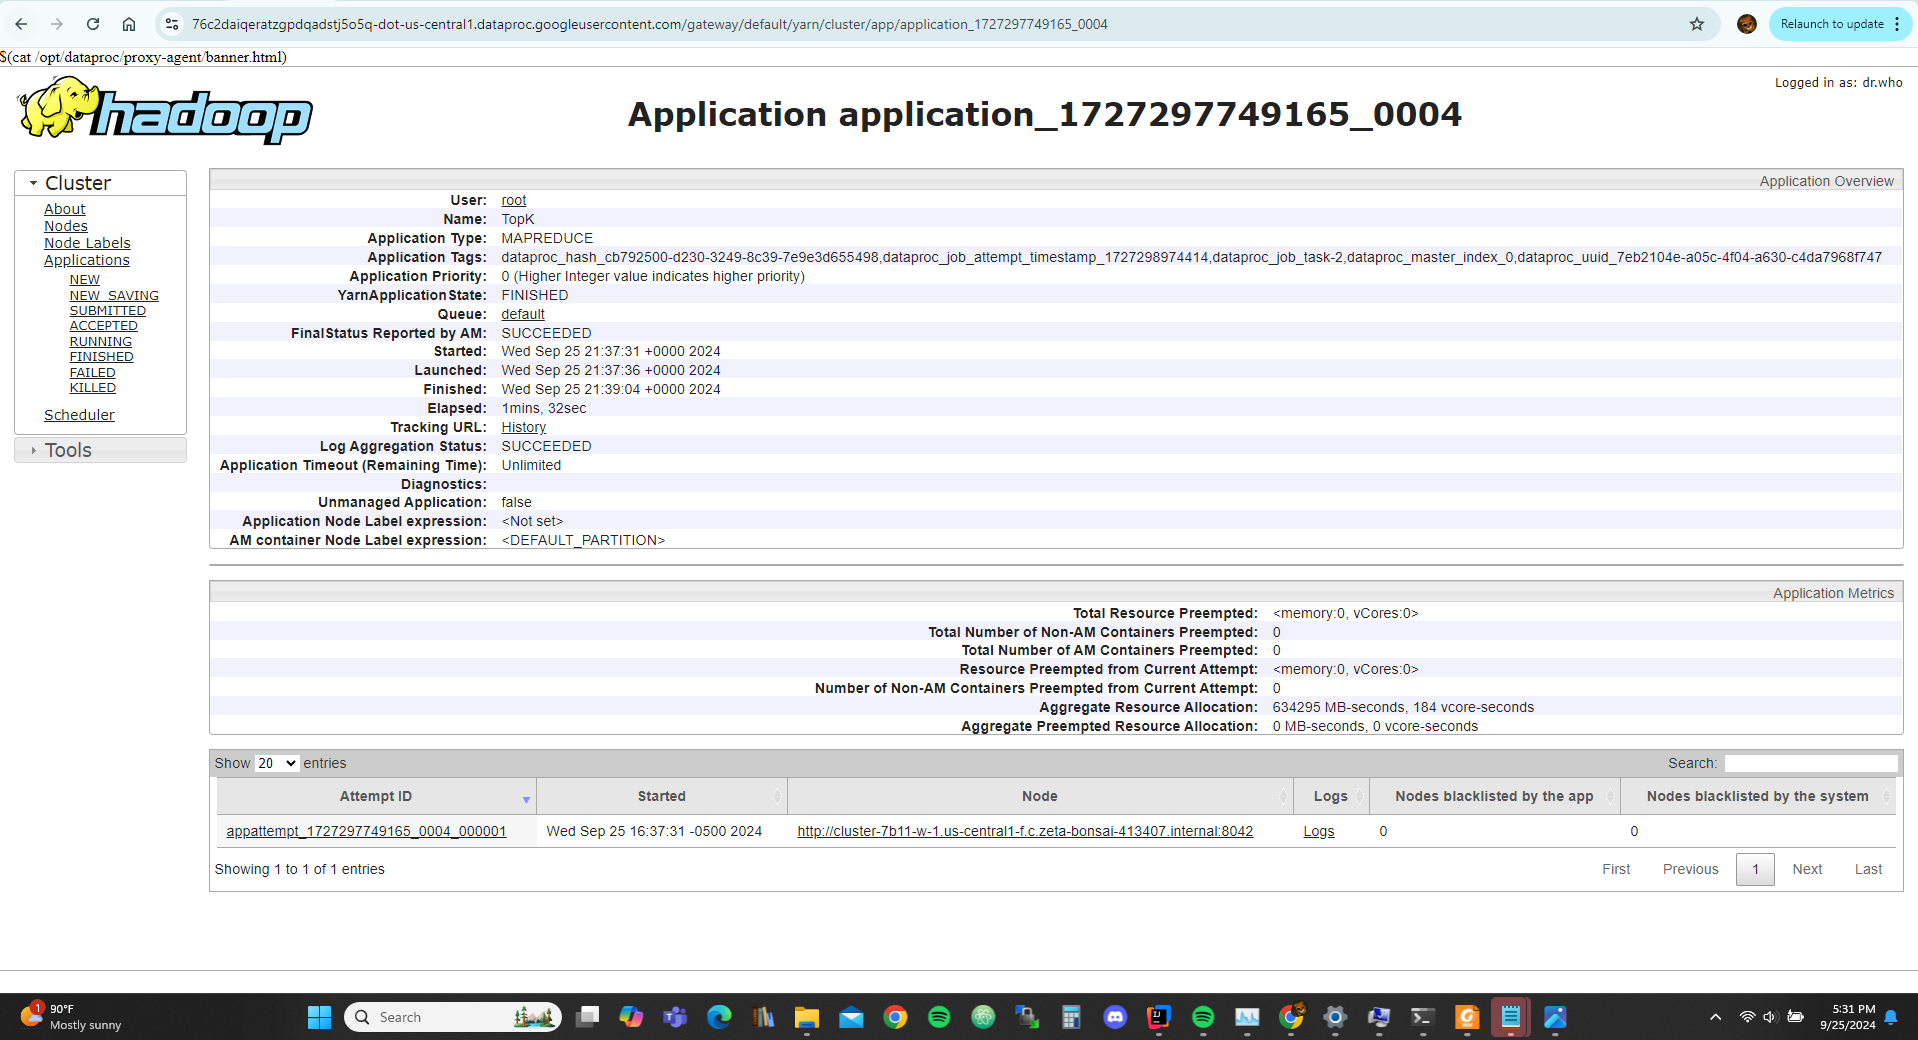 76c2daiqeratzgpdqadstj5o5q-dot-us-central1.dataproc.googleusercontent.com/gateway/default/yarn/cluster/app/application_1727297749165_0004
Relaunch to update
$(cat /opt/dataproc/proxy-agent/banner.html)
Logged in as: dr.who
hadoop
Application application_1727297749165_0004
Cluster
About
Nodes
Node Labels
Applications
NEW
NEW_SAVING
SUBMITTED
ACCEPTED
RUNNING
FINISHED
FAILED
KILLED
Scheduler
Tools
Application Overview
User: root
Name: TopK
Application Type: MAPREDUCE
Application Tags: dataproc_hash_cb792500-d230-3249-8c39-7e9e3d655498,dataproc_job_attempt_timestamp_1727298974414,dataproc_job_task-2,dataproc_master_index_0,dataproc_uuid_7eb2104e-a05c-4f04-a630-c4da7968f747
Application Priority: 0 (Higher Integer value indicates higher priority)
YarnApplicationState: FINISHED
Queue: default
FinalStatus Reported by AM: SUCCEEDED
Started: Wed Sep 25 21:37:31 +0000 2024
Launched: Wed Sep 25 21:37:36 +0000 2024
Finished: Wed Sep 25 21:39:04 +0000 2024
Elapsed: 1mins, 32sec
Tracking URL: History
Log Aggregation Status: SUCCEEDED
Application Timeout (Remaining Time): Unlimited
Diagnostics:
Unmanaged Application: false
Application Node Label expression: <Not set>
AM container Node Label expression: <DEFAULT_PARTITION>
Application Metrics
Total Resource Preempted: <memory:0, vCores:0>
Total Number of Non-AM Containers Preempted: 0
Total Number of AM Containers Preempted: 0
Resource Preempted from Current Attempt: <memory:0, vCores:0>
Number of Non-AM Containers Preempted from Current Attempt: 0
Aggregate Resource Allocation: 634295 MB-seconds, 184 vcore-seconds
Aggregate Preempted Resource Allocation: 0 MB-seconds, 0 vcore-seconds
Show 20 entries Search:
Attempt ID Started Node Logs Nodes blacklisted by the app Nodes blacklisted by the system
appattempt_1727297749165_0004_000001 Wed Sep 25 16:37:31 -0500 2024 http://cluster-7b11-w-1.us-central1-f.c.zeta-bonsai-413407.internal:8042 Logs 0 0
Showing 1 to 1 of 1 entries First Previous 1 Next Last
1
90°F
Mostly sunny
Search
5:31 PM
9/25/2024